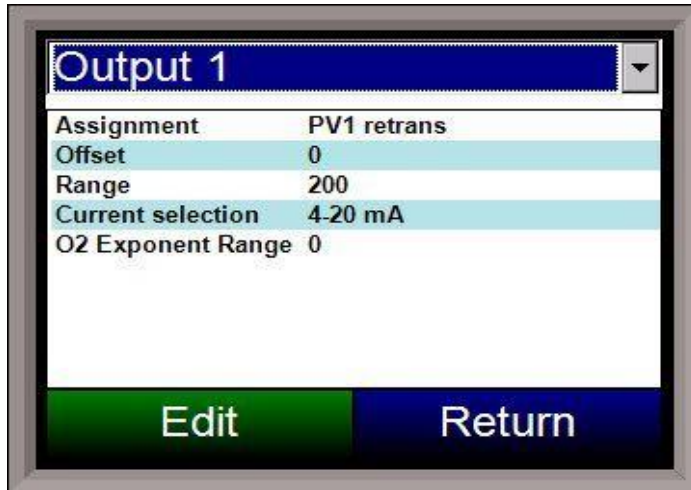 Output 1
Assignment PV1 retrans
Offset 0
Range 200
Current selection 4-20 mA
O2 Exponent Range 0
Edit Return